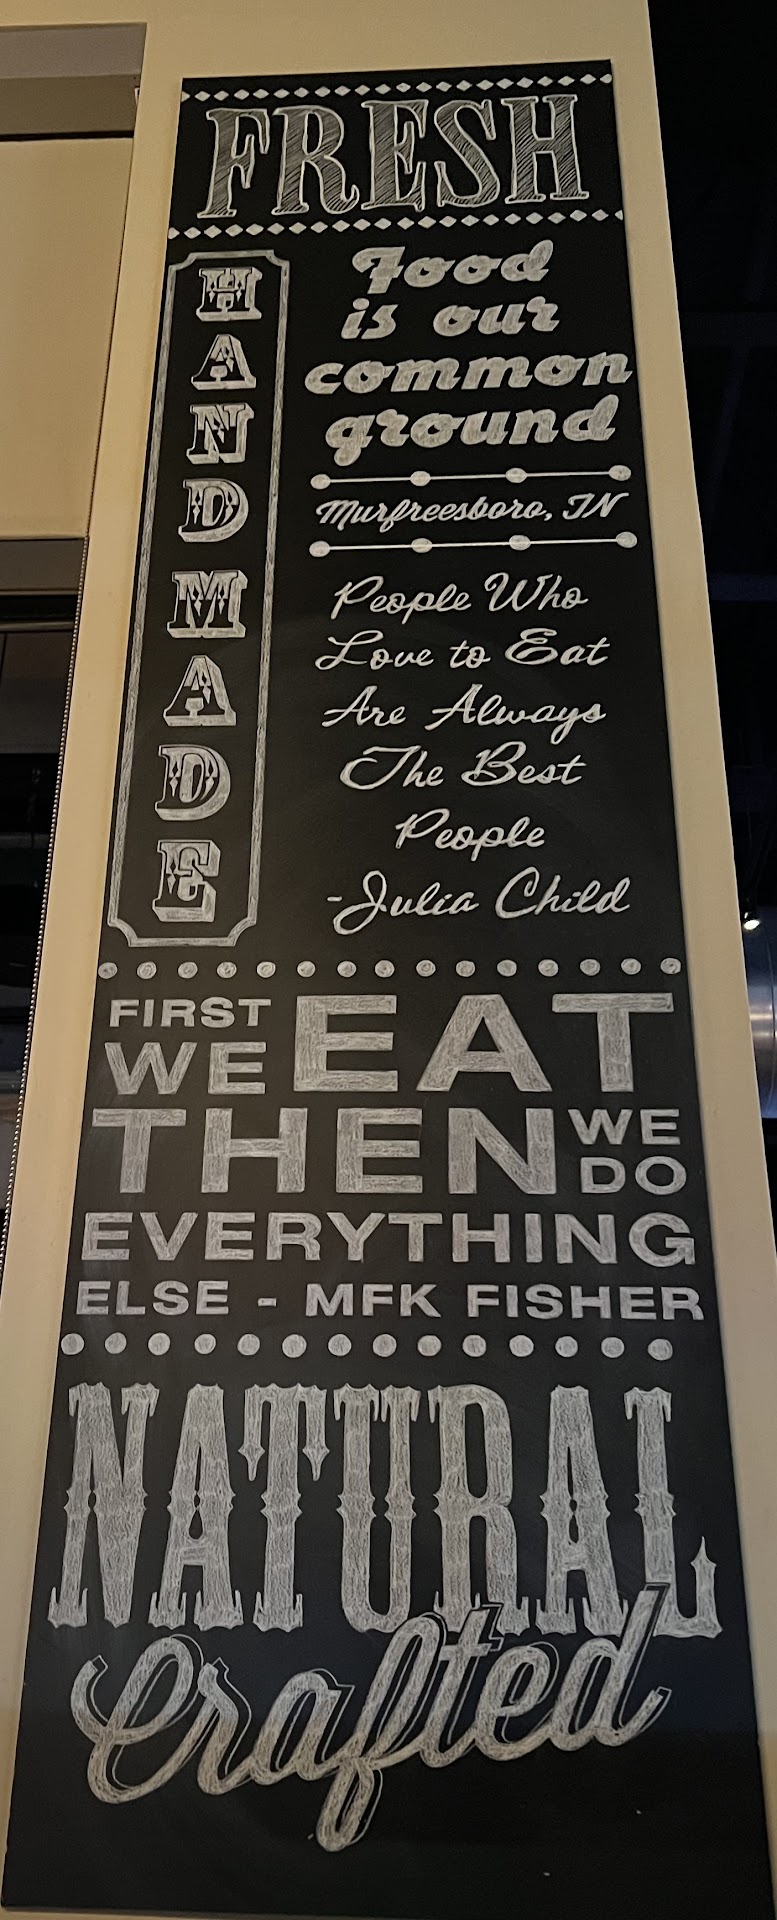 FRESH
HANDMADE
Food
is our
common
ground
Murfreesboro, TN
People Who
Love to Eat
Are Always
The Best
People
-Julia Child
FIRST
WE EAT
THEN WE
DO
EVERYTHING
ELSE - MFK FISHER
NATURAL
Crafted